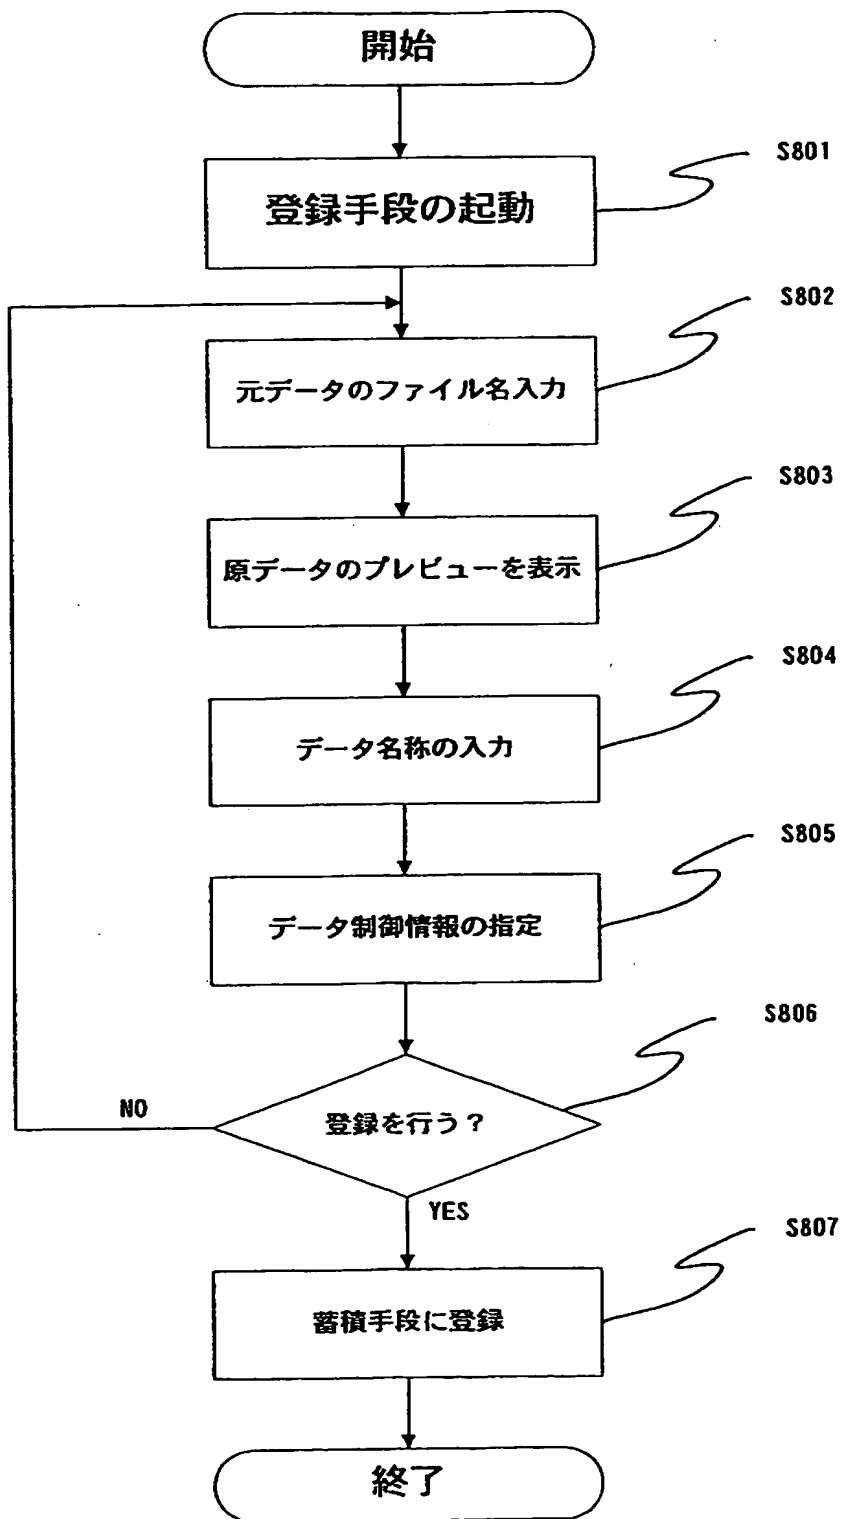 開始
登録手段の起動
S801
元データのファイル名入力
S802
原データのプレビューを表示
S803
データ名称の入力
S804
データ制御情報の指定
S805
登録を行う?
S806
NO
YES
蓄積手段に登録
S807
終了